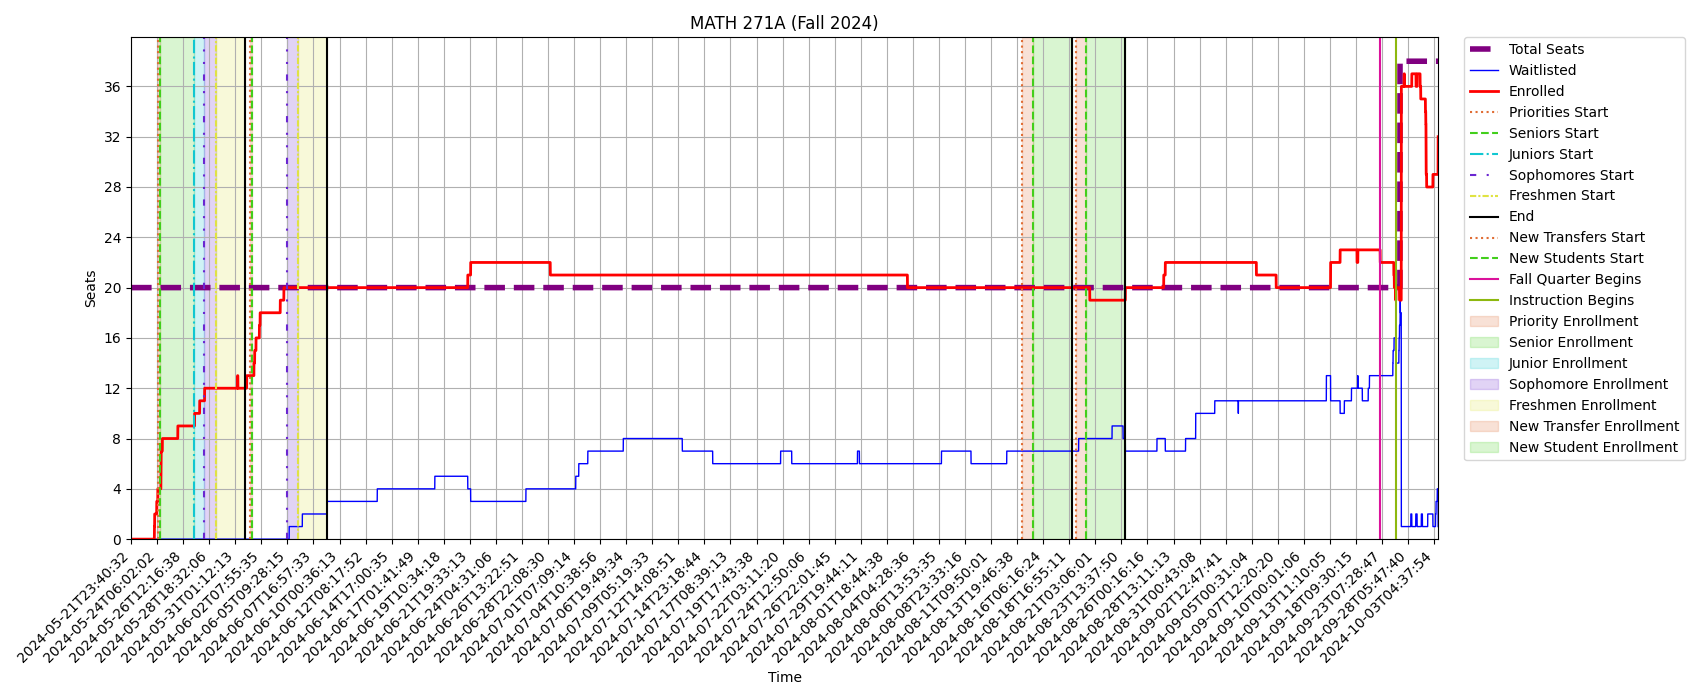 MATH 271A (Fall 2024)
Seats
36
32
28
24
20
16
12
8
4
0
2024-05-21T23:40:32
2024-05-24T06:02:02
2024-05-26T12:16:38
2024-05-28T18:32:06
2024-05-31T01:12:13
2024-06-02T07:55:35
2024-06-05T09:28:15
2024-06-07T16:57:33
2024-06-10T00:36:13
2024-06-12T08:17:52
2024-06-14T17:00:35
2024-06-17T01:41:49
2024-06-19T10:34:18
2024-06-21T19:33:13
2024-06-24T04:31:06
2024-06-26T13:22:51
2024-06-28T22:08:30
2024-07-01T07:09:14
2024-07-04T10:38:56
2024-07-06T19:49:34
2024-07-09T05:19:33
2024-07-12T14:08:51
2024-07-14T23:18:44
2024-07-17T08:39:13
2024-07-19T17:43:38
2024-07-22T03:11:20
2024-07-24T12:50:06
2024-07-26T22:01:45
2024-07-29T19:44:11
2024-08-01T18:44:38
2024-08-04T04:28:36
2024-08-06T13:53:35
2024-08-08T23:33:16
2024-08-11T09:50:01
2024-08-13T19:46:38
2024-08-16T06:16:24
2024-08-18T16:55:11
2024-08-21T03:06:01
2024-08-23T13:37:50
2024-08-26T00:16:16
2024-08-28T13:11:13
2024-08-31T00:43:08
2024-09-02T12:47:41
2024-09-05T00:31:04
2024-09-07T12:20:20
2024-09-10T00:01:06
2024-09-13T11:10:05
2024-09-18T09:30:15
2024-09-23T07:28:47
2024-09-28T05:47:40
2024-10-03T04:37:54
Time
Total Seats
Waitlisted
Enrolled
Priorities Start
Seniors Start
Juniors Start
Sophomores Start
Freshmen Start
End
New Transfers Start
New Students Start
Fall Quarter Begins
Instruction Begins
Priority Enrollment
Senior Enrollment
Junior Enrollment
Sophomore Enrollment
Freshmen Enrollment
New Transfer Enrollment
New Student Enrollment